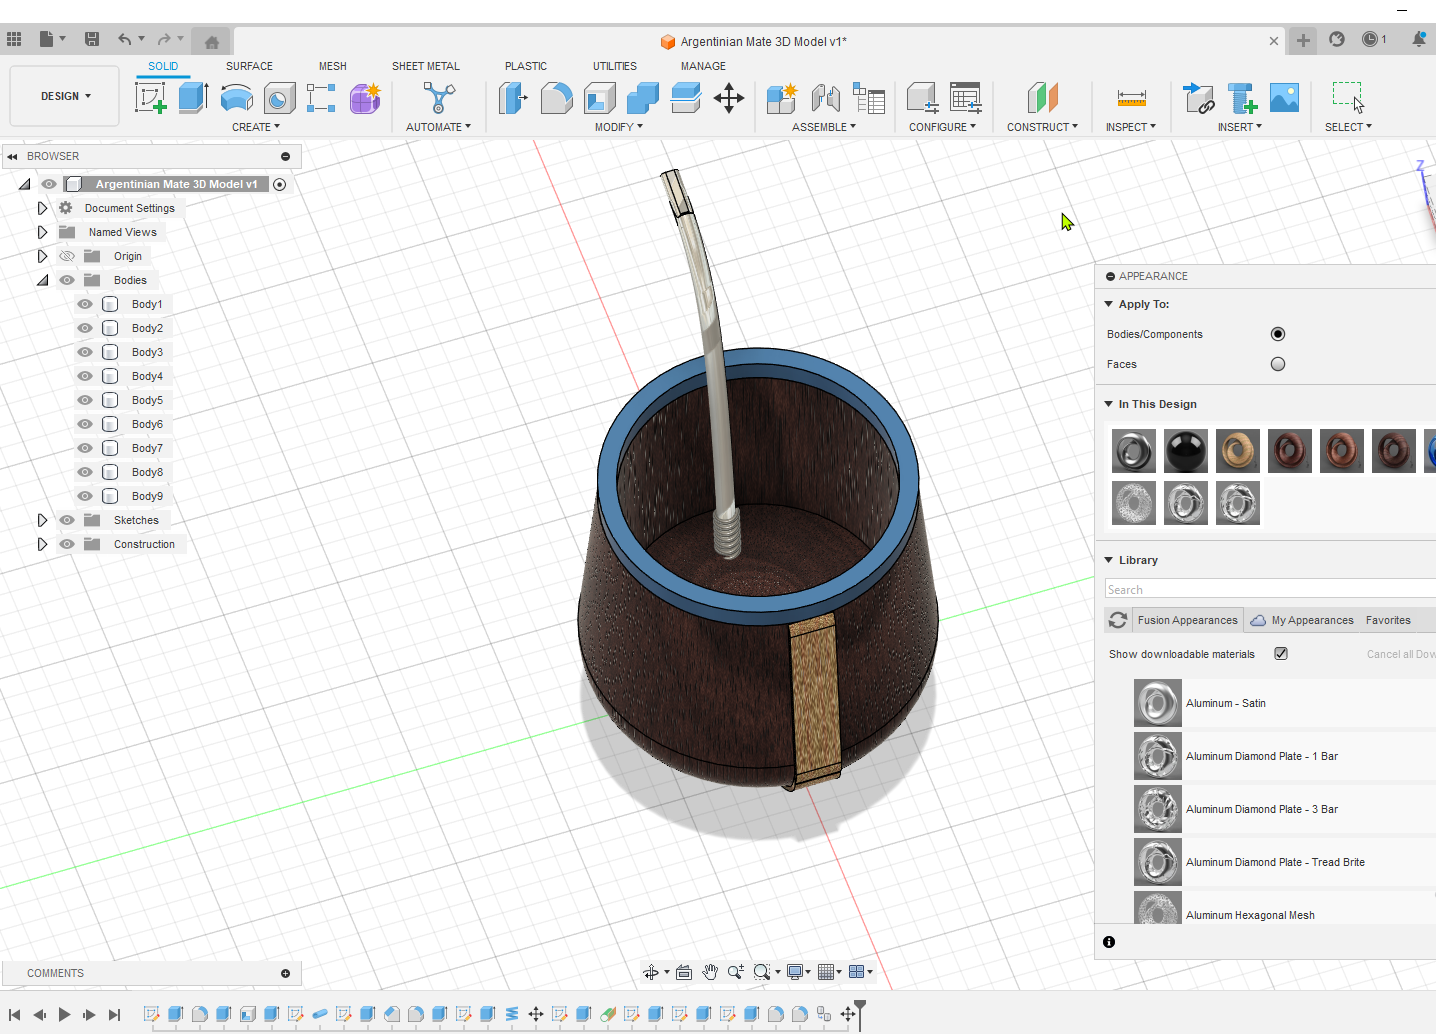 Argentinian Mate 3D Model v1*
1
DESIGN
SOLID
SURFACE
MESH
SHEET METAL
PLASTIC
UTILITIES
MANAGE
CREATE
AUTOMATE
MODIFY
ASSEMBLE
CONFIGURE
CONSTRUCT
INSPECT
INSERT
SELECT
BROWSER
Argentinian Mate 3D Model v1
Document Settings
Named Views
Origin
Bodies
Body1
Body2
Body3
Body4
Body5
Body6
Body7
Body8
Body9
Sketches
Construction
Z
APPEARANCE
Apply To:
Bodies/Components
Faces
In This Design
Library
Search
Fusion Appearances
My Appearances
Favorites
Show downloadable materials
Cancel all Dow
Aluminum - Satin
Aluminum Diamond Plate - 1 Bar
Aluminum Diamond Plate - 3 Bar
Aluminum Diamond Plate - Tread Brite
Aluminum Hexagonal Mesh
COMMENTS